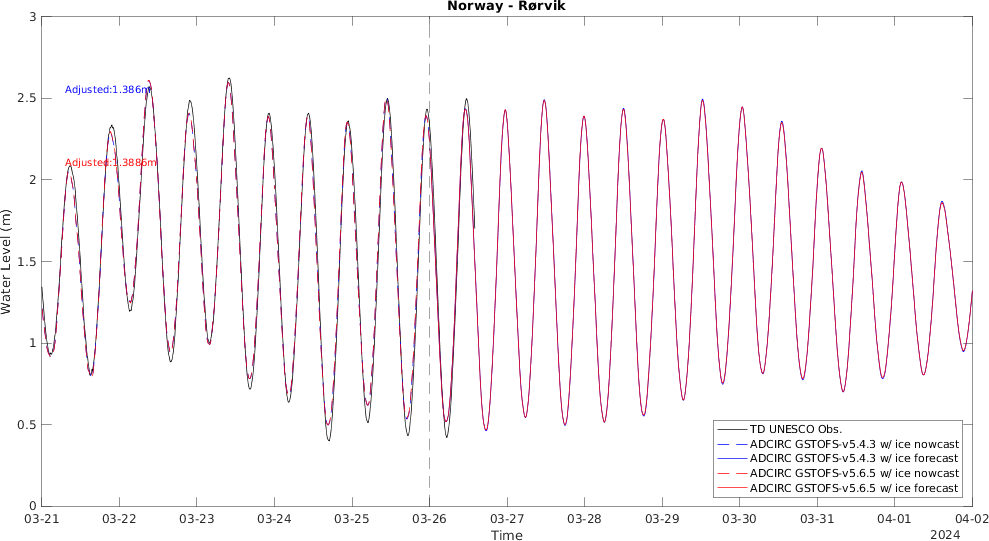 Norway - Rørvik
3
2.5
2
1.5
1
0.5
0
Water Level (m)
Adjusted:1.386m
Adjusted:1.3886m
TD UNESCO Obs.
ADCIRC GSTOFS-v5.4.3 w/ ice nowcast
ADCIRC GSTOFS-v5.4.3 w/ ice forecast
ADCIRC GSTOFS-v5.6.5 w/ ice nowcast
ADCIRC GSTOFS-v5.6.5 w/ ice forecast
03-21 03-22 03-23 03-24 03-25 03-26 03-27 03-28 03-29 03-30 03-31 04-01 04-02
Time
2024